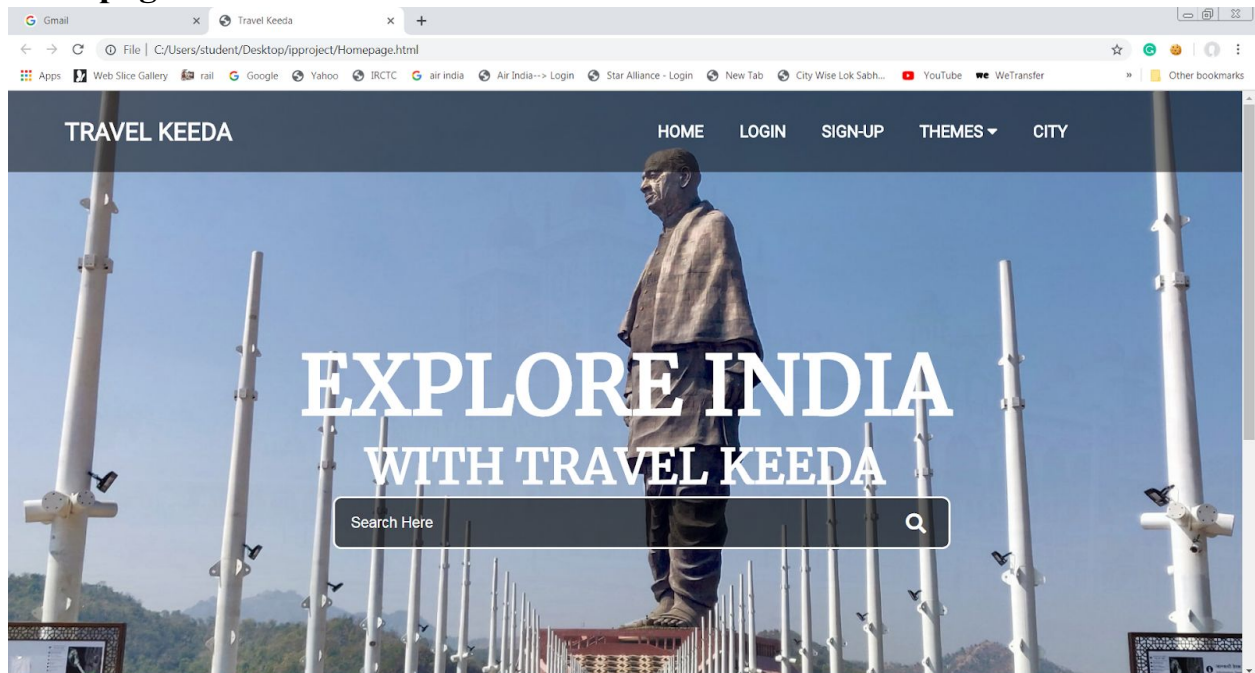 Gmail
Travel Keeda
File | C:/Users/student/Desktop/ipproject/Homepage.html
Apps Web Slice Gallery rail Google Yahoo IRCTC air india Air India--> Login Star Alliance - Login New Tab City Wise Lok Sabh... YouTube we WeTransfer » Other bookmarks
TRAVEL KEEDA HOME LOGIN SIGN-UP THEMES CITY
EXPLORE INDIA
WITH TRAVEL KEEDA
Search Here